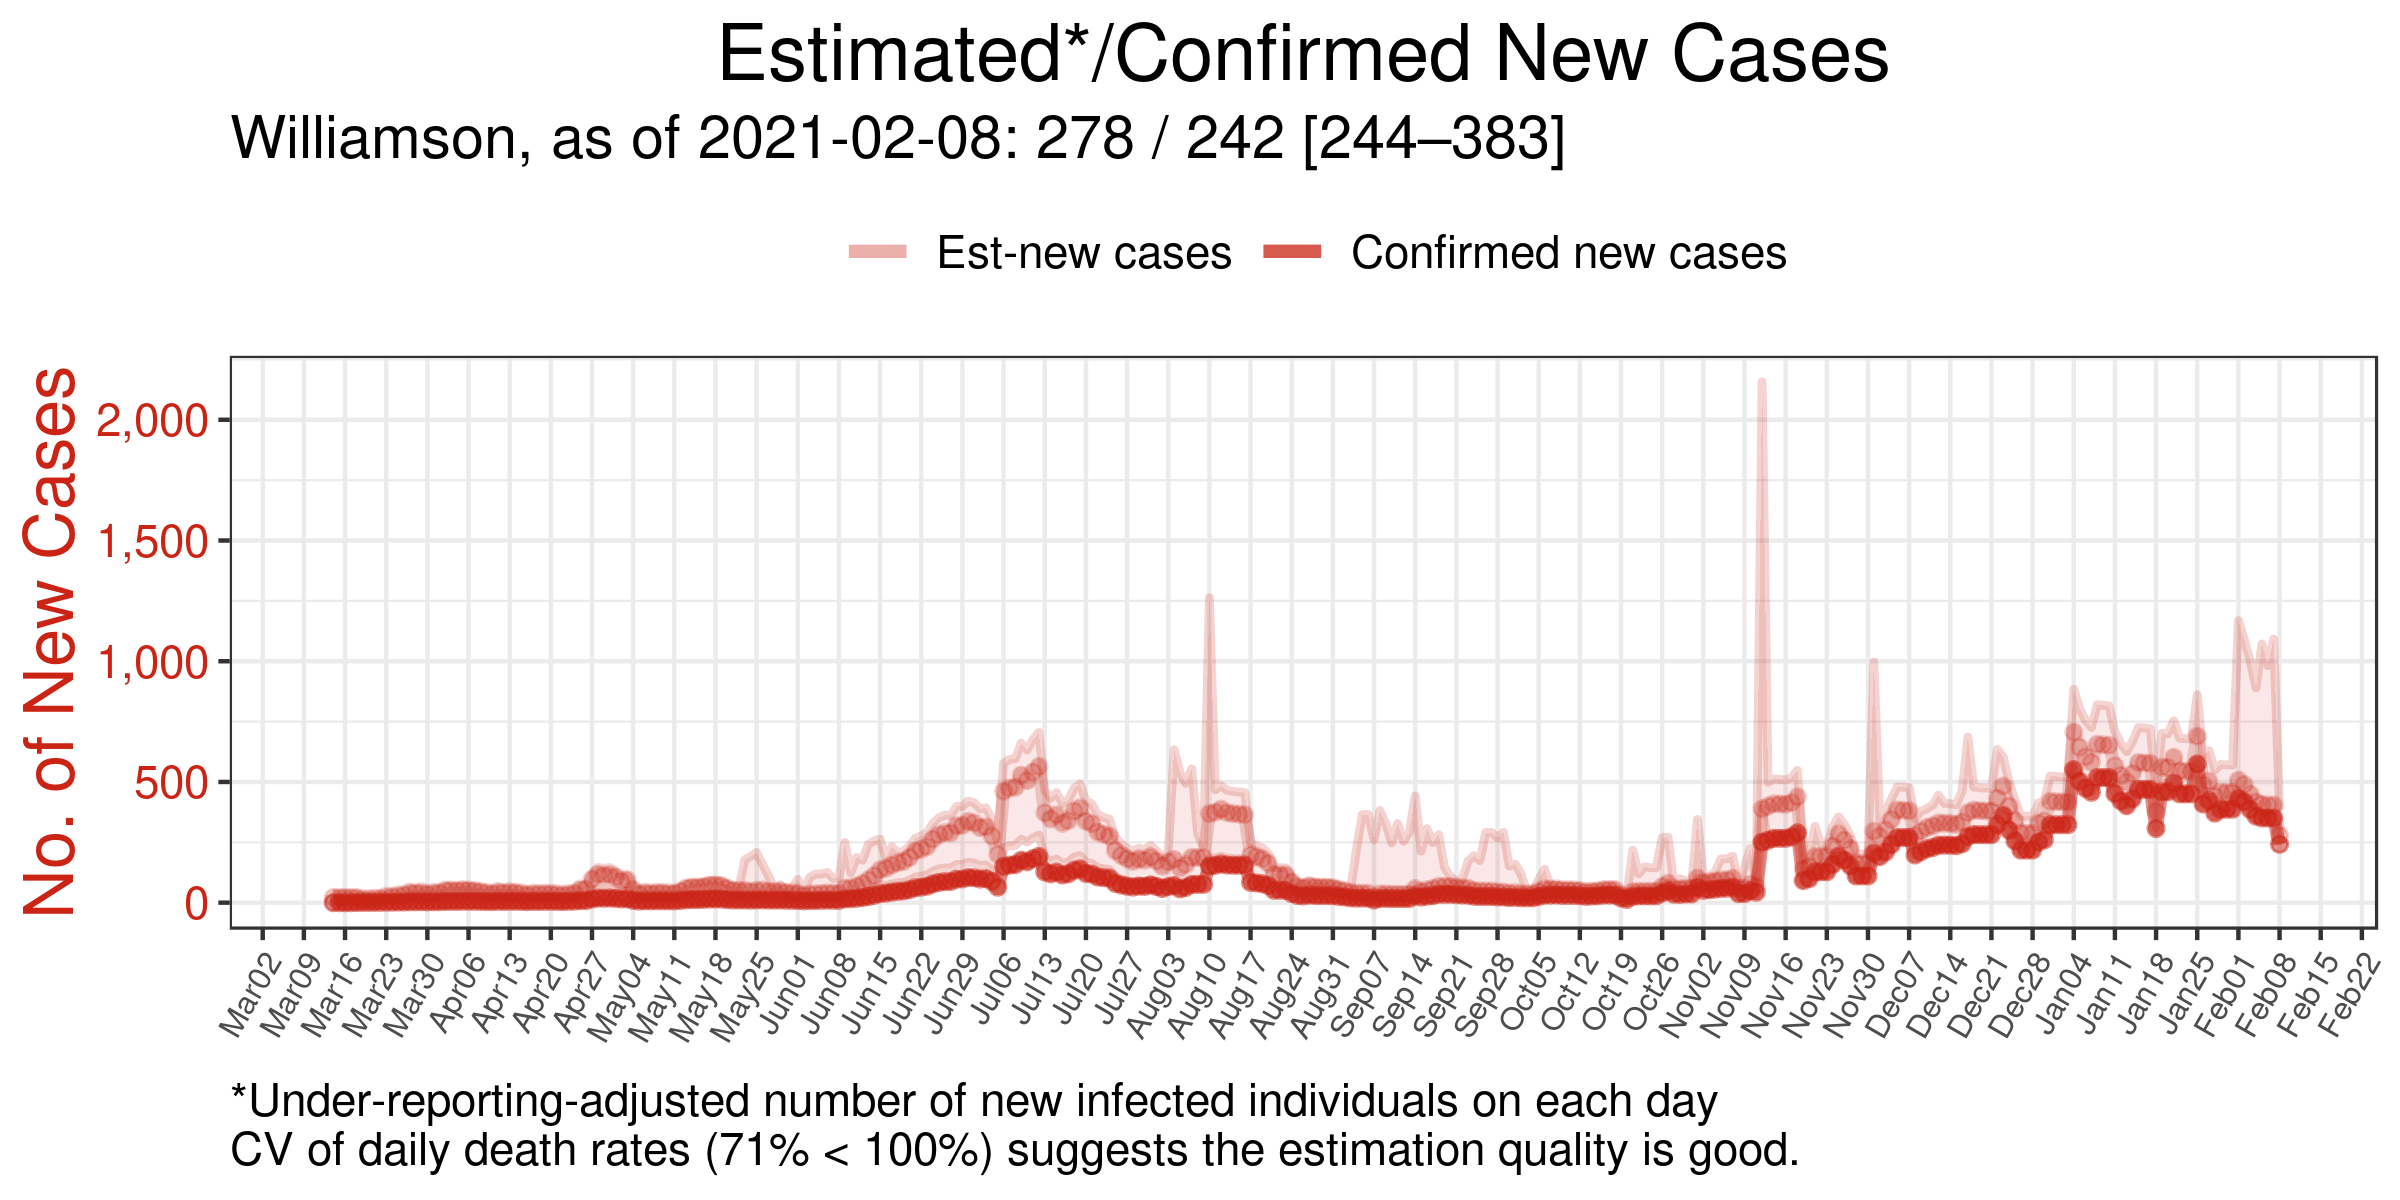 Estimated*/Confirmed New Cases
Williamson, as of 2021-02-08: 278 / 242 [244–383]
Est-new cases
Confirmed new cases
No. of New Cases
2,000
1,500
1,000
500
0
Mar02
Mar09
Mar16
Mar23
Mar30
Apr06
Apr13
Apr20
Apr27
May04
May11
May18
May25
Jun01
Jun08
Jun15
Jun22
Jun29
Jul06
Jul13
Jul20
Jul27
Aug03
Aug10
Aug17
Aug24
Aug31
Sep07
Sep14
Sep21
Sep28
Oct05
Oct12
Oct19
Oct26
Nov02
Nov09
Nov16
Nov23
Nov30
Dec07
Dec14
Dec21
Dec28
Jan04
Jan11
Jan18
Jan25
Feb01
Feb08
Feb15
Feb22
*Under-reporting-adjusted number of new infected individuals on each day
CV of daily death rates (71% < 100%) suggests the estimation quality is good.